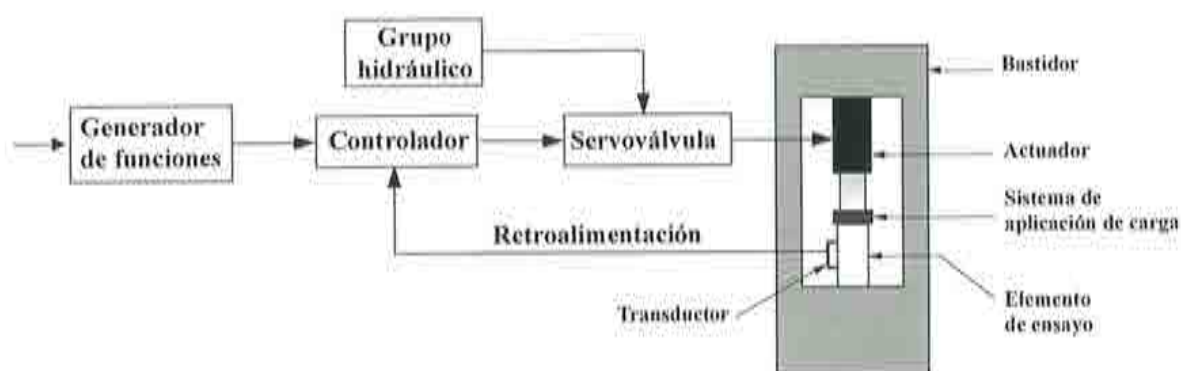 Grupo
hidráulico
Generador
de funciones
Controlador
Servoválvula
Retroalimentación
Transductor
Bastidor
Actuador
Sistema de
aplicación de carga
Elemento
de ensayo